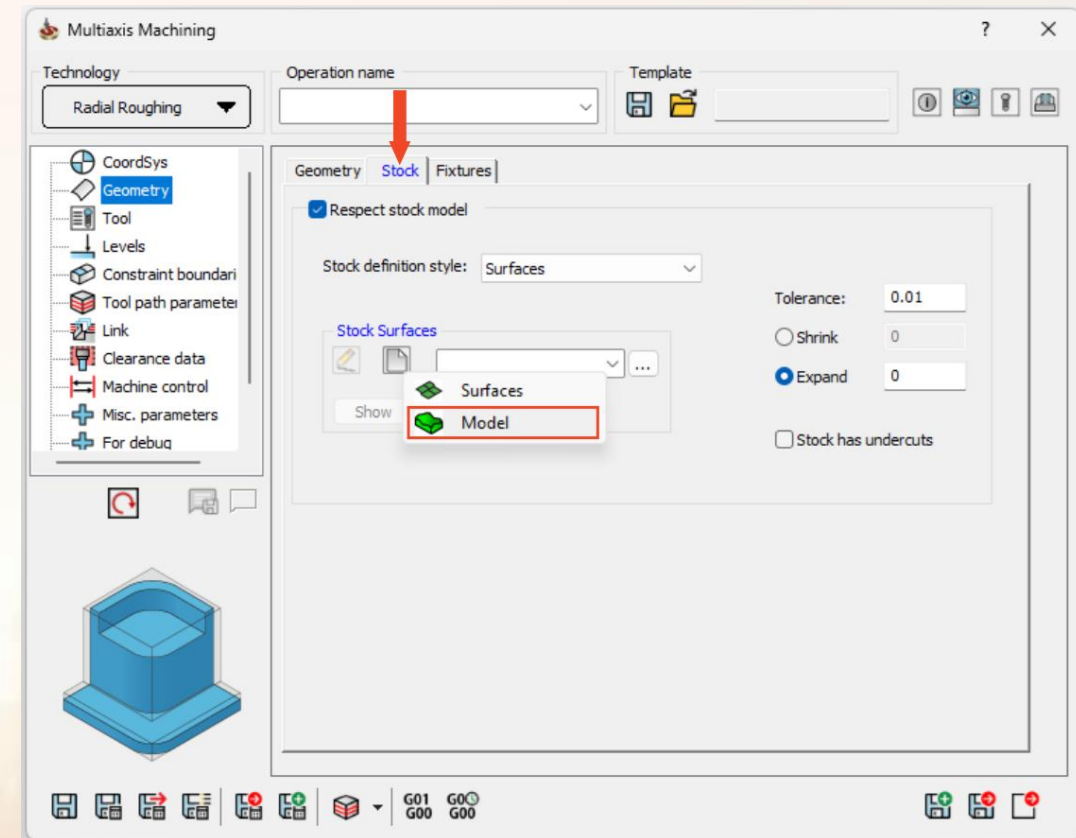 Multiaxis Machining
?
Technology
Operation name
Template
Radial Roughing
CoordSys
Geometry
Tool
Levels
Constraint boundari
Tool path parameter
Link
Clearance data
Machine control
Misc. parameters
For debug
Geometry Stock Fixtures
Respect stock model
Stock definition style: Surfaces
Tolerance: 0.01
Stock Surfaces
Shrink 0
...
Expand 0
Surfaces
Show
Model
Stock has undercuts
G01 G00
G00 G00